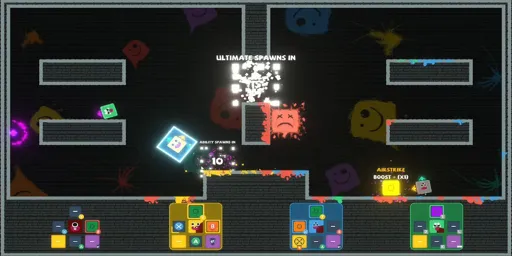 ULTIMATE SPAWNS IN
ABILITY SPAWNS IN
10
AIRSTRIKE
BOOST - (X1)